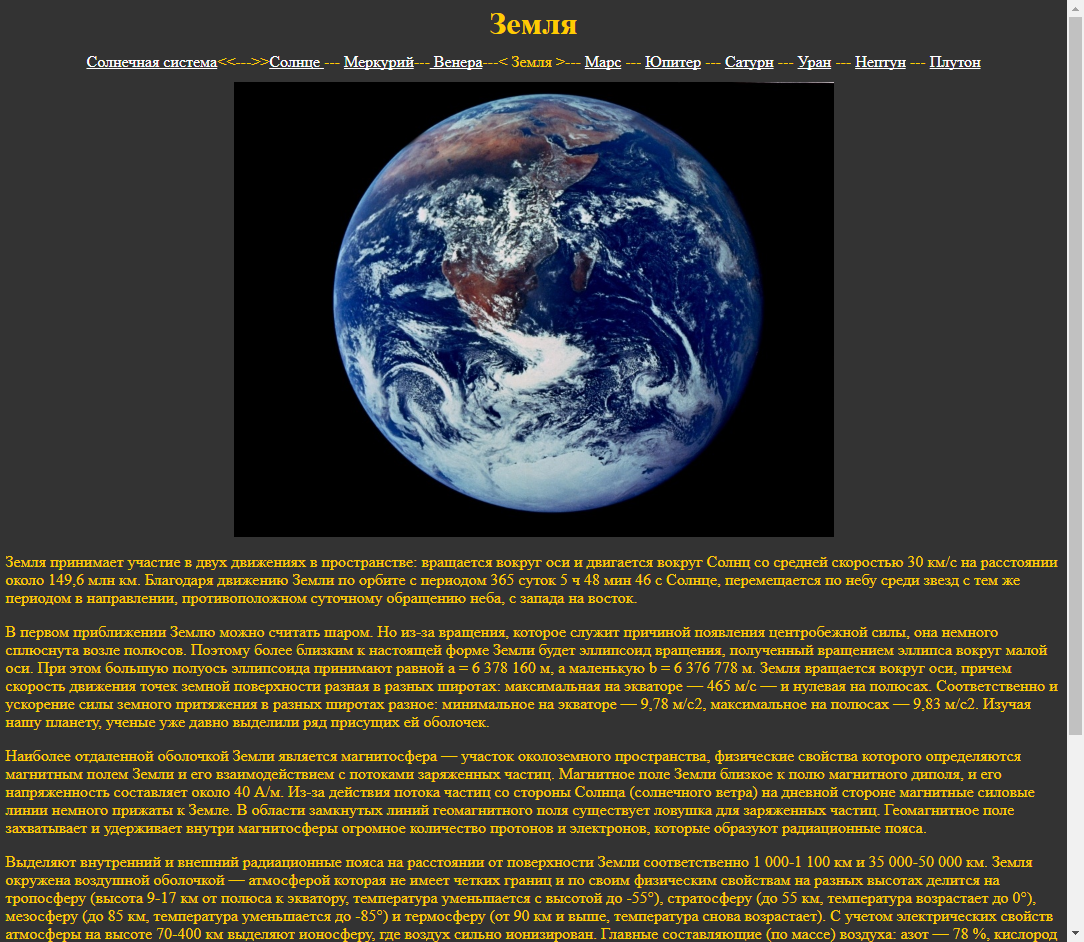 Земля
Солнечная система<<--->>Солнце --- Меркурий--- Венера---< Земля >--- Марс --- Юпитер --- Сатурн --- Уран --- Нептун --- Плутон
Земля принимает участие в двух движениях в пространстве: вращается вокруг оси и двигается вокруг Солнц со средней скоростью 30 км/с на расстоянии
около 149,6 млн км. Благодаря движению Земли по орбите с периодом 365 суток 5 ч 48 мин 46 с Солнце, перемещается по небу среди звезд с тем же
периодом в направлении, противоположном суточному обращению неба, с запада на восток.
В первом приближении Землю можно считать шаром. Но из-за вращения, которое служит причиной появления центробежной силы, она немного
сплюснута возле полюсов. Поэтому более близким к настоящей форме Земли будет эллипсоид вращения, полученный вращением эллипса вокруг малой
оси. При этом большую полуось эллипсоида принимают равной а = 6 378 160 м, а маленькую b = 6 376 778 м. Земля вращается вокруг оси, причем
скорость движения точек земной поверхности разная в разных широтах: максимальная на экваторе — 465 м/с — и нулевая на полюсах. Соответственно и
ускорение силы земного притяжения в разных широтах разное: минимальное на экваторе — 9,78 м/с2, максимальное на полюсах — 9,83 м/с2. Изучая
нашу планету, ученые уже давно выделили ряд присущих ей оболочек.
Наиболее отдаленной оболочкой Земли является магнитосфера — участок околоземного пространства, физические свойства которого определяются
магнитным полем Земли и его взаимодействием с потоками заряженных частиц. Магнитное поле Земли близкое к полю магнитного диполя, и его
напряженность составляет около 40 А/м. Из-за действия потока частиц со стороны Солнца (солнечного ветра) на дневной стороне магнитные силовые
линии немного прижаты к Земле. В области замкнутых линий геомагнитного поля существует ловушка для заряженных частиц. Геомагнитное поле
захватывает и удерживает внутри магнитосферы огромное количество протонов и электронов, которые образуют радиационные пояса.
Выделяют внутренний и внешний радиационные пояса на расстоянии от поверхности Земли соответственно 1 000-1 100 км и 35 000-50 000 км. Земля
окружена воздушной оболочкой — атмосферой которая не имеет четких границ и по своим физическим свойствам на разных высотах делится на
тропосферу (высота 9-17 км от полюса к экватору, температура уменьшается с высотой до -55°), стратосферу (до 55 км, температура возрастает до 0°),
мезосферу (до 85 км, температура уменьшается до -85°) и термосферу (от 90 км и выше, температура снова возрастает). С учетом электрических свойств
атмосферы на высоте 70-400 км выделяют ионосферу, где воздух сильно ионизирован. Главные составляющие (по массе) воздуха: азот — 78 %, кислород